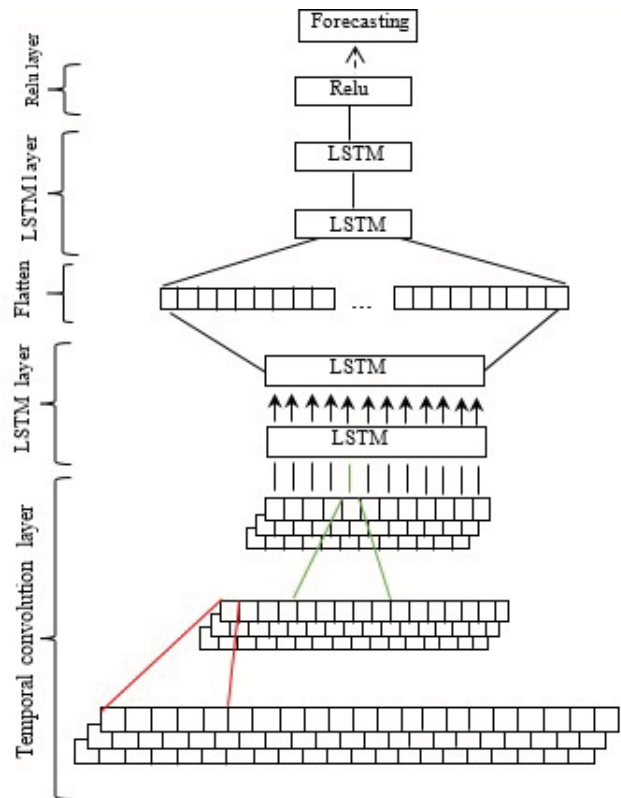 Forecasting
Relu layer
Relu
LSTM layer
LSTM
LSTM
Flatten
...
LSTM layer
LSTM
LSTM
Temporal convolution layer